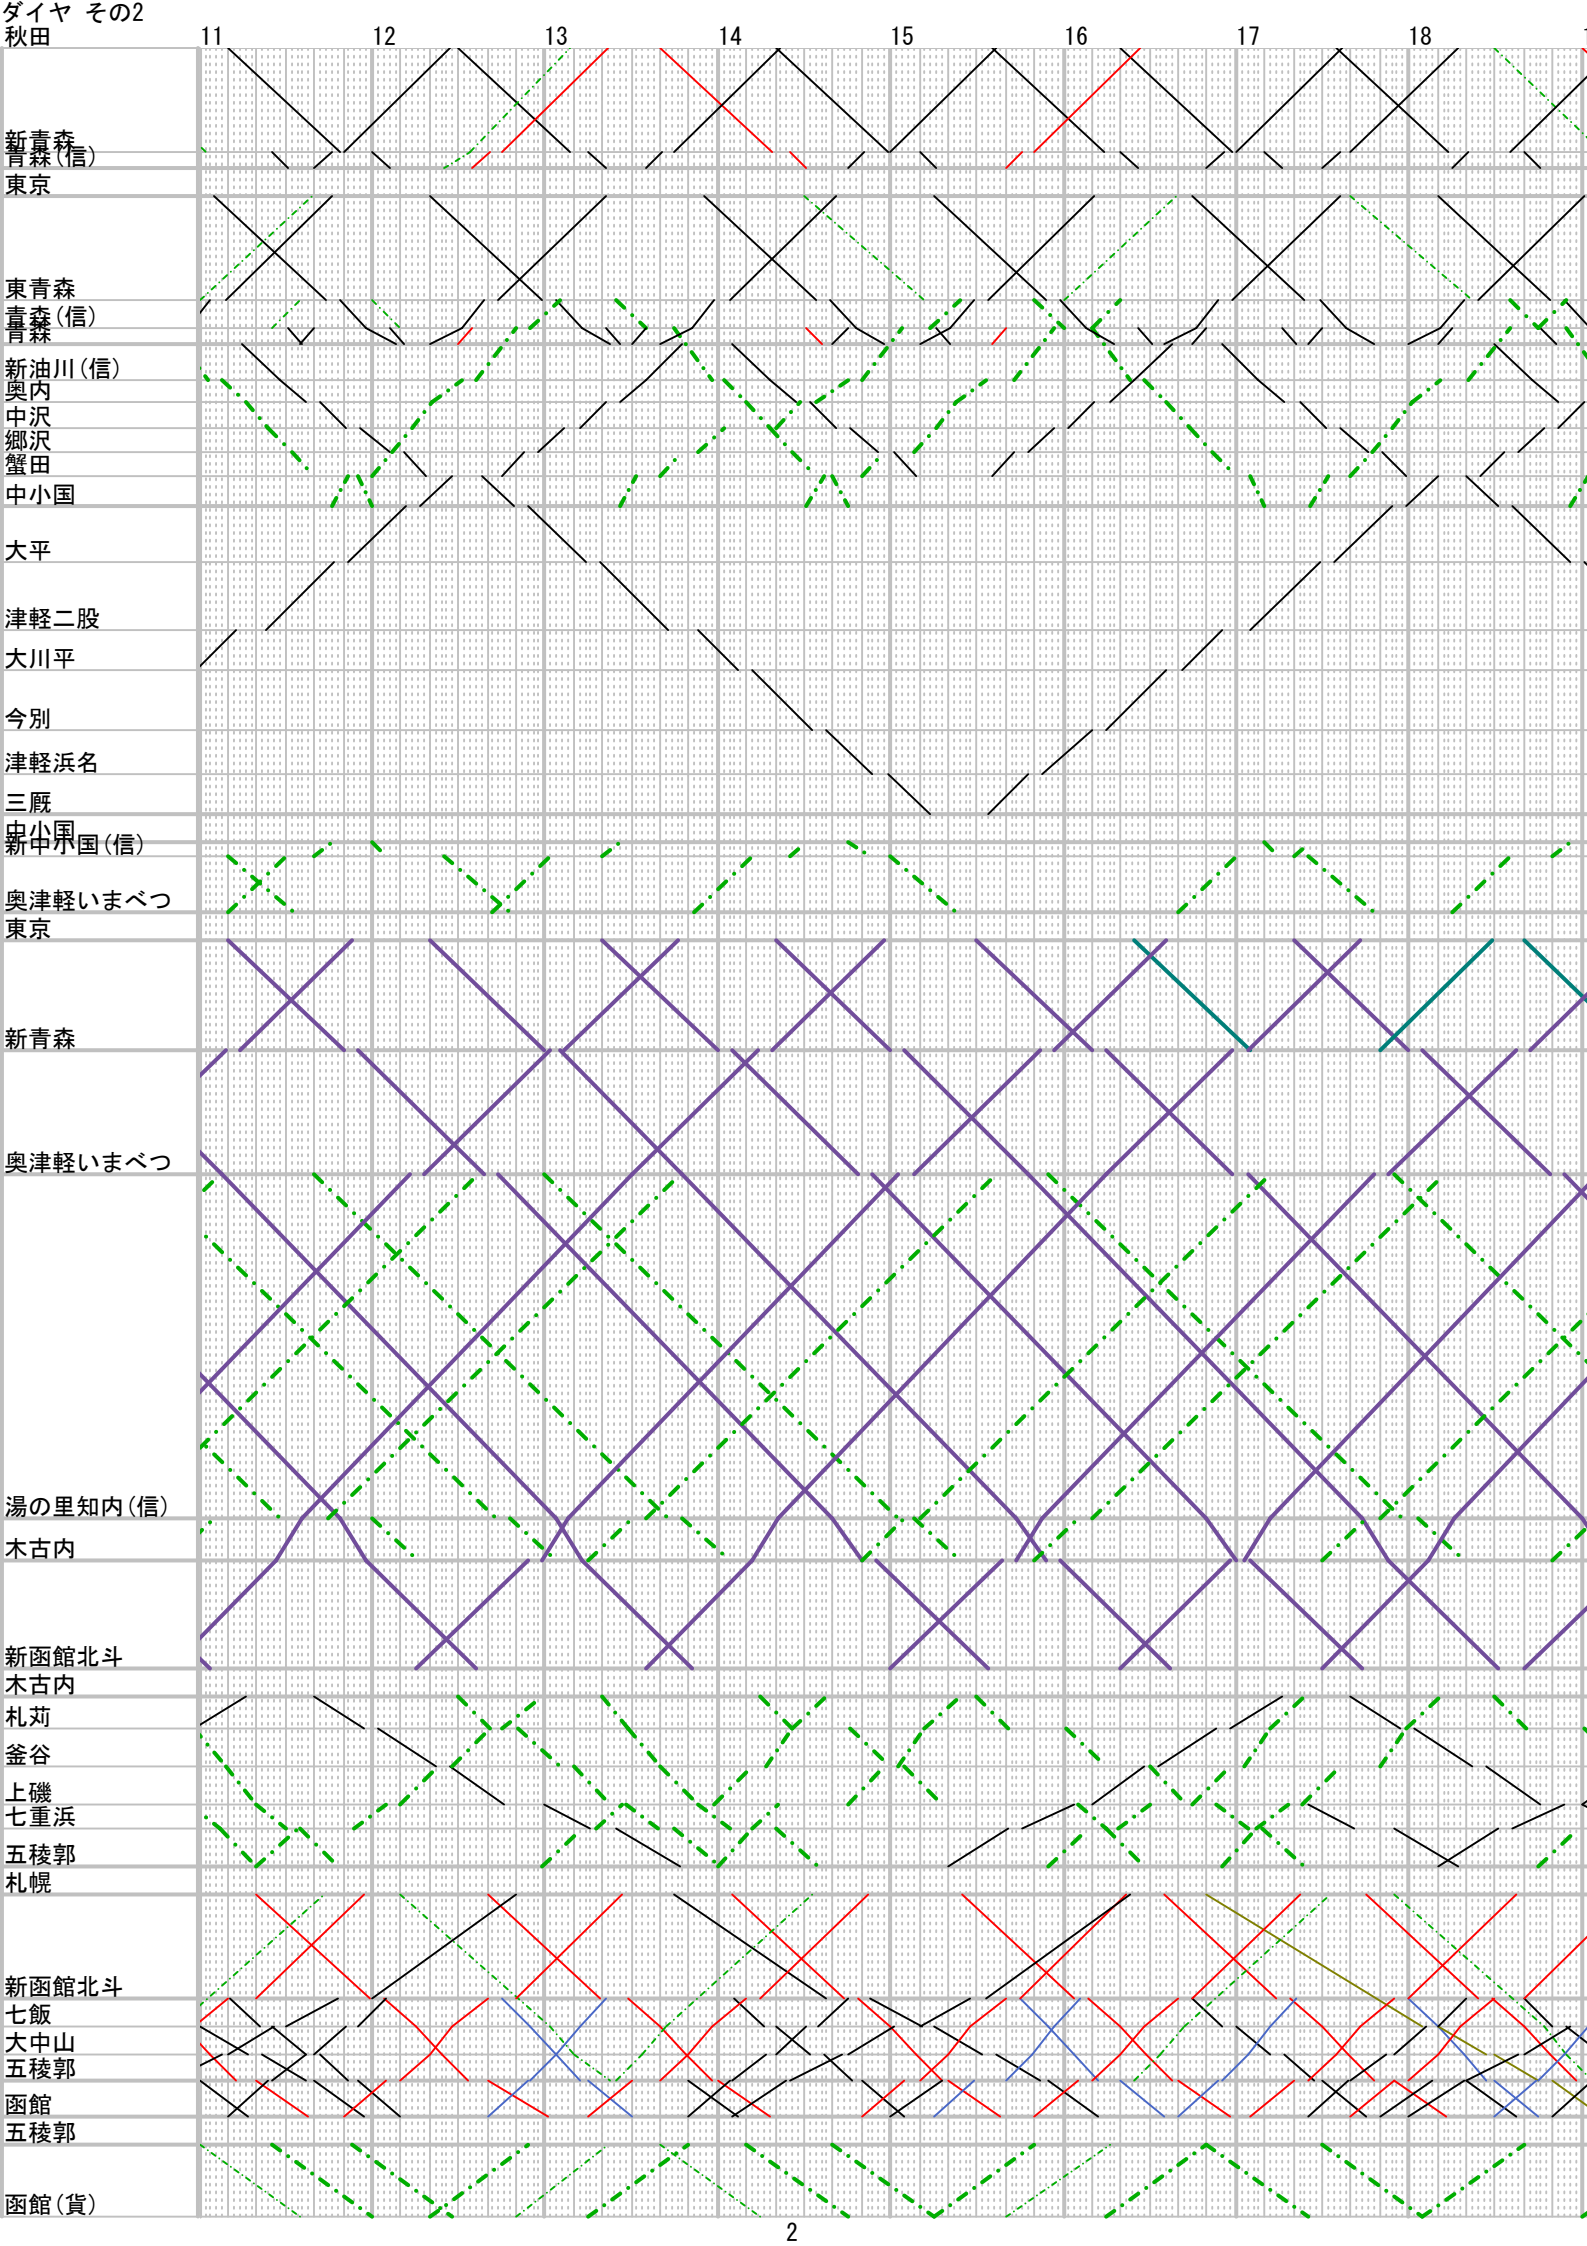 ダイヤ その2
秋田 11 12 13 14 15 16 17 18
新青森
青森(信)
東京
東青森
青森(信)
青森
新油川(信)
奥内
中沢
郷沢
蟹田
中小国
大平
津軽二股
大川平
今別
津軽浜名
三厩
中小国
新中小国(信)
奥津軽いまべつ
東京
新青森
奥津軽いまべつ
湯の里知内(信)
木古内
新函館北斗
木古内
札苅
釜谷
上磯
七重浜
五稜郭
札幌
新函館北斗
七飯
大中山
五稜郭
函館
五稜郭
函館(貨)
2